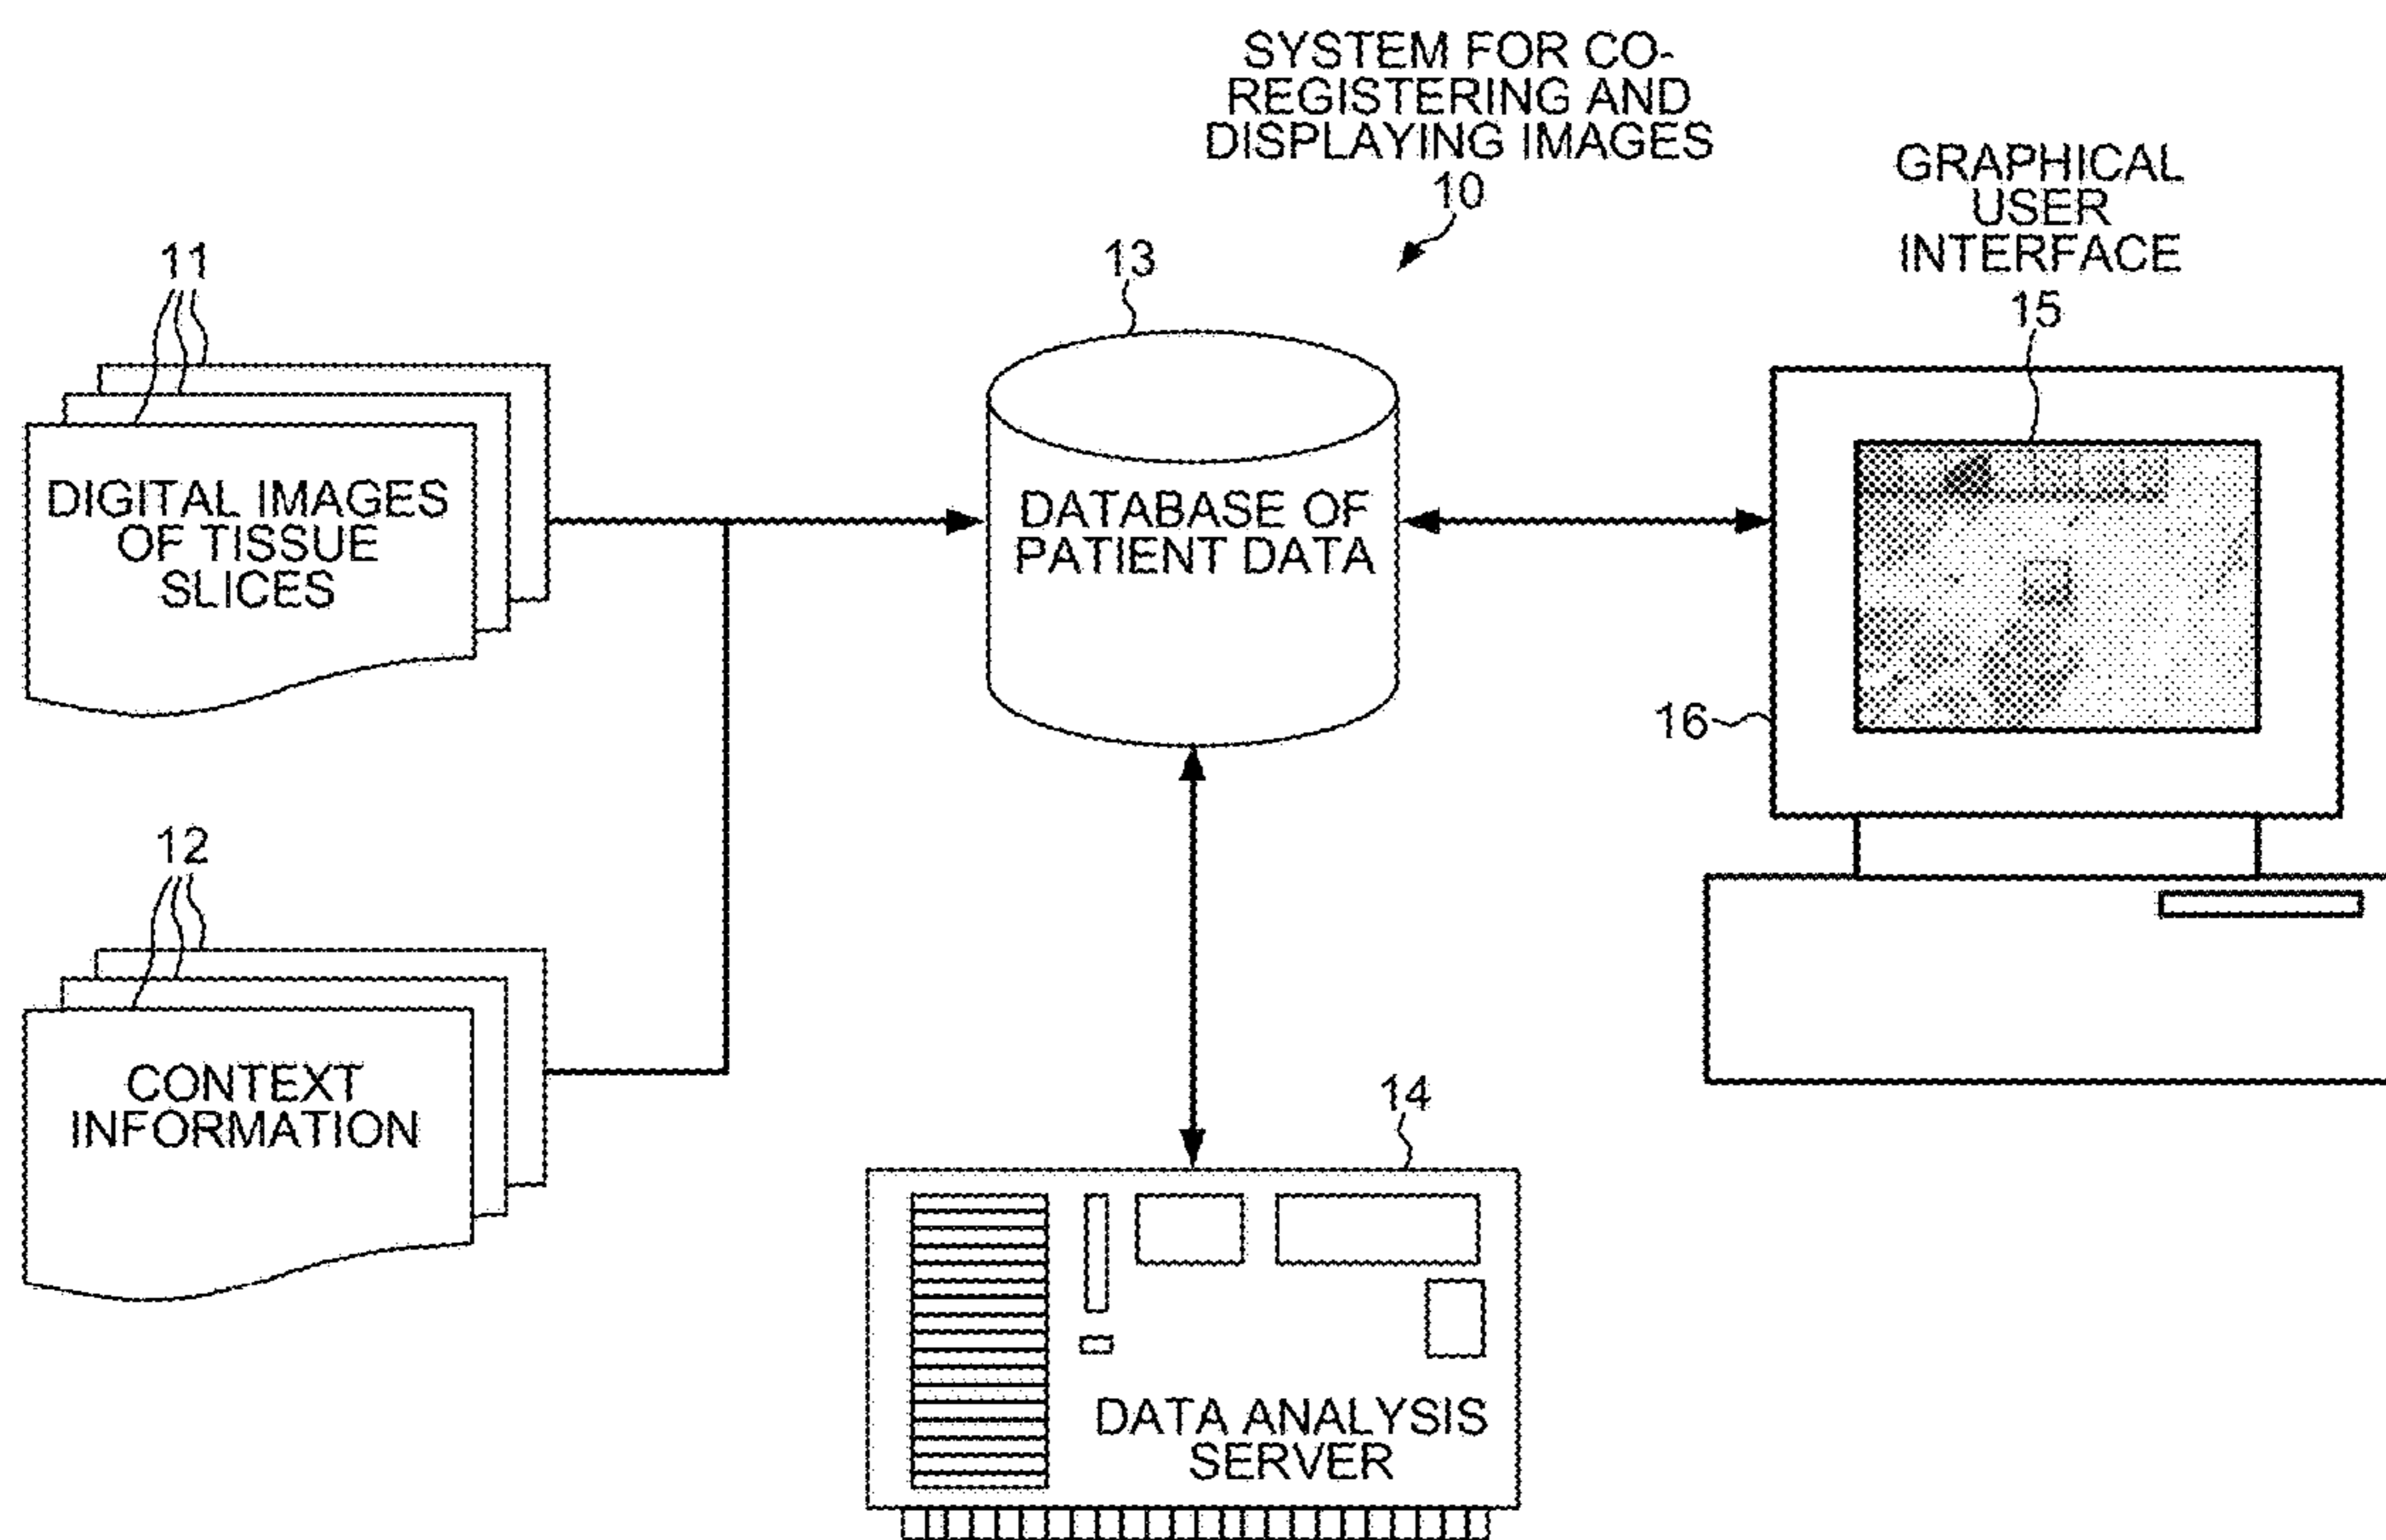 SYSTEM FOR CO-
REGISTERING AND
DISPLAYING IMAGES
10
GRAPHICAL
USER
INTERFACE
15
11
13
DIGITAL IMAGES
OF TISSUE
SLICES
DATABASE OF
PATIENT DATA
16
12
CONTEXT
INFORMATION
14
DATA ANALYSIS
SERVER